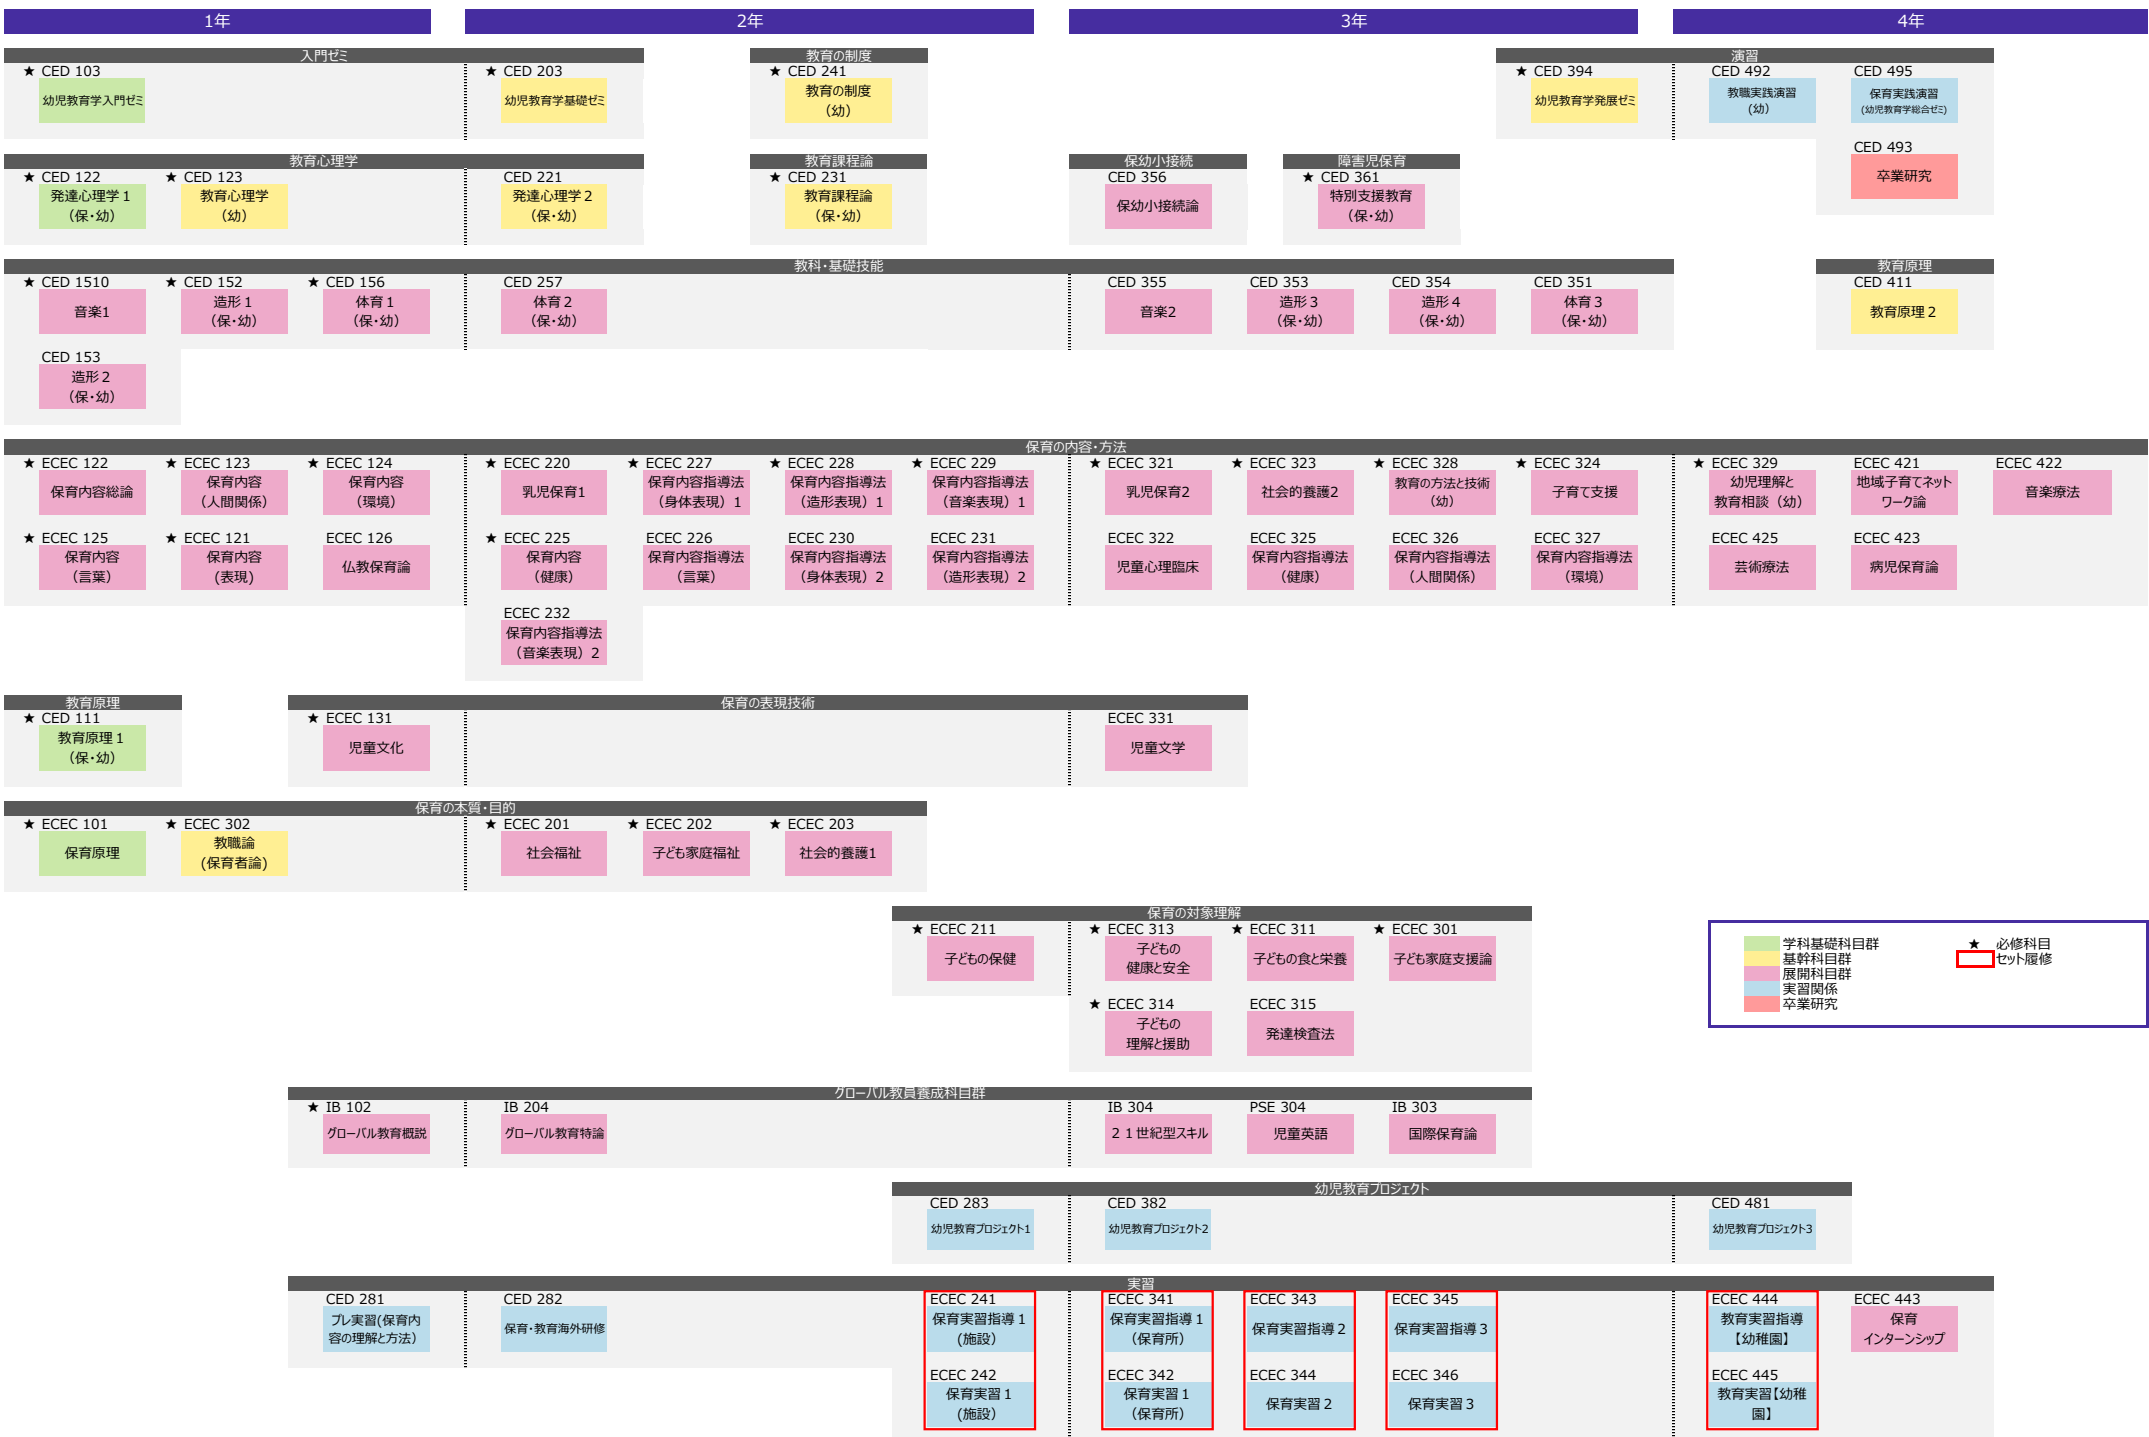 1年 2年 3年 4年
入門ゼミ 教育の制度 演習
★ CED 103 ★ CED 203 ★ CED 241 ★ CED 394 CED 492 CED 495
幼児教育学入門ゼミ 幼児教育学基礎ゼミ 教育の制度 幼児教育学発展ゼミ 教職実践演習 保育実践演習
（幼） （幼） (幼児教育学総合ゼミ)
CED 493
卒業研究
教育心理学 教育課程論 保幼小接続 障害児保育
★ CED 122 ★ CED 123 CED 221 ★ CED 231 CED 356 ★ CED 361
発達心理学１ 教育心理学 発達心理学２ 教育課程論 保幼小接続論 特別支援教育
（保・幼） （幼） （保・幼） （保・幼） （保・幼）
教科・基礎技能 教育原理
★ CED 1510 ★ CED 152 ★ CED 156 CED 257 CED 355 CED 353 CED 354 CED 351 CED 411
音楽1 造形１ 体育１ 体育２ 音楽2 造形３ 造形４ 体育３ 教育原理２
（保・幼） （保・幼） （保・幼） （保・幼） （保・幼） （保・幼）
CED 153
造形２
（保・幼）
保育の内容・方法
★ ECEC 122 ★ ECEC 123 ★ ECEC 124 ★ ECEC 220 ★ ECEC 227 ★ ECEC 228 ★ ECEC 229 ★ ECEC 321 ★ ECEC 323 ★ ECEC 328 ★ ECEC 324 ★ ECEC 329 ECEC 421 ECEC 422
保育内容総論 保育内容 保育内容 乳児保育1 保育内容指導法 保育内容指導法 保育内容指導法 乳児保育2 社会的養護2 教育の方法と技術 子育て支援 幼児理解と 地域子育てネット 音楽療法
（人間関係） （環境） （身体表現）1 （造形表現）1 （音楽表現）1 （幼） 教育相談（幼） ワーク論
★ ECEC 125 ★ ECEC 121 ECEC 126 ★ ECEC 225 ECEC 226 ECEC 230 ECEC 231 ECEC 322 ECEC 325 ECEC 326 ECEC 327 ECEC 425 ECEC 423
保育内容 保育内容 仏教保育論 保育内容 保育内容指導法 保育内容指導法 保育内容指導法 児童心理臨床 保育内容指導法 保育内容指導法 保育内容指導法 芸術療法 病児保育論
（言葉） (表現) （健康） （言葉） （身体表現）2 （造形表現）2 （健康） （人間関係） （環境）
ECEC 232
保育内容指導法
（音楽表現）2
教育原理 保育の表現技術
★ CED 111 ★ ECEC 131 ECEC 331
教育原理１ 児童文化 児童文学
（保・幼）
保育の本質・目的
★ ECEC 101 ★ ECEC 302 ★ ECEC 201 ★ ECEC 202 ★ ECEC 203
保育原理 教職論 社会福祉 子ども家庭福祉 社会的養護1
(保育者論)
保育の対象理解
★ ECEC 211 ★ ECEC 313 ★ ECEC 311 ★ ECEC 301
子どもの保健 子どもの 子どもの食と栄養 子ども家庭支援論
健康と安全
★ ECEC 314 ECEC 315
子どもの 発達検査法
理解と援助
学科基礎科目群 ★ 必修科目
基幹科目群 セット履修
展開科目群
実習関係
卒業研究
グローバル教員養成科目群
★ IB 102 IB 204 IB 304 PSE 304 IB 303
グローバル教育概説 グローバル教育特論 ２１世紀型スキル 児童英語 国際保育論
幼児教育プロジェクト
CED 283 CED 382 CED 481
幼児教育プロジェクト1 幼児教育プロジェクト2 幼児教育プロジェクト3
実習
CED 281 CED 282 ECEC 241 ECEC 341 ECEC 343 ECEC 345 ECEC 444 ECEC 443
プレ実習(保育内 保育・教育海外研修 保育実習指導１ 保育実習指導１ 保育実習指導２ 保育実習指導３ 教育実習指導 保育
容の理解と方法） (施設） （保育所） 【幼稚園】 インターンシップ
ECEC 242 ECEC 342 ECEC 344 ECEC 346 ECEC 445
保育実習１ 保育実習１ 保育実習２ 保育実習３ 教育実習【幼稚
(施設） （保育所） 園】